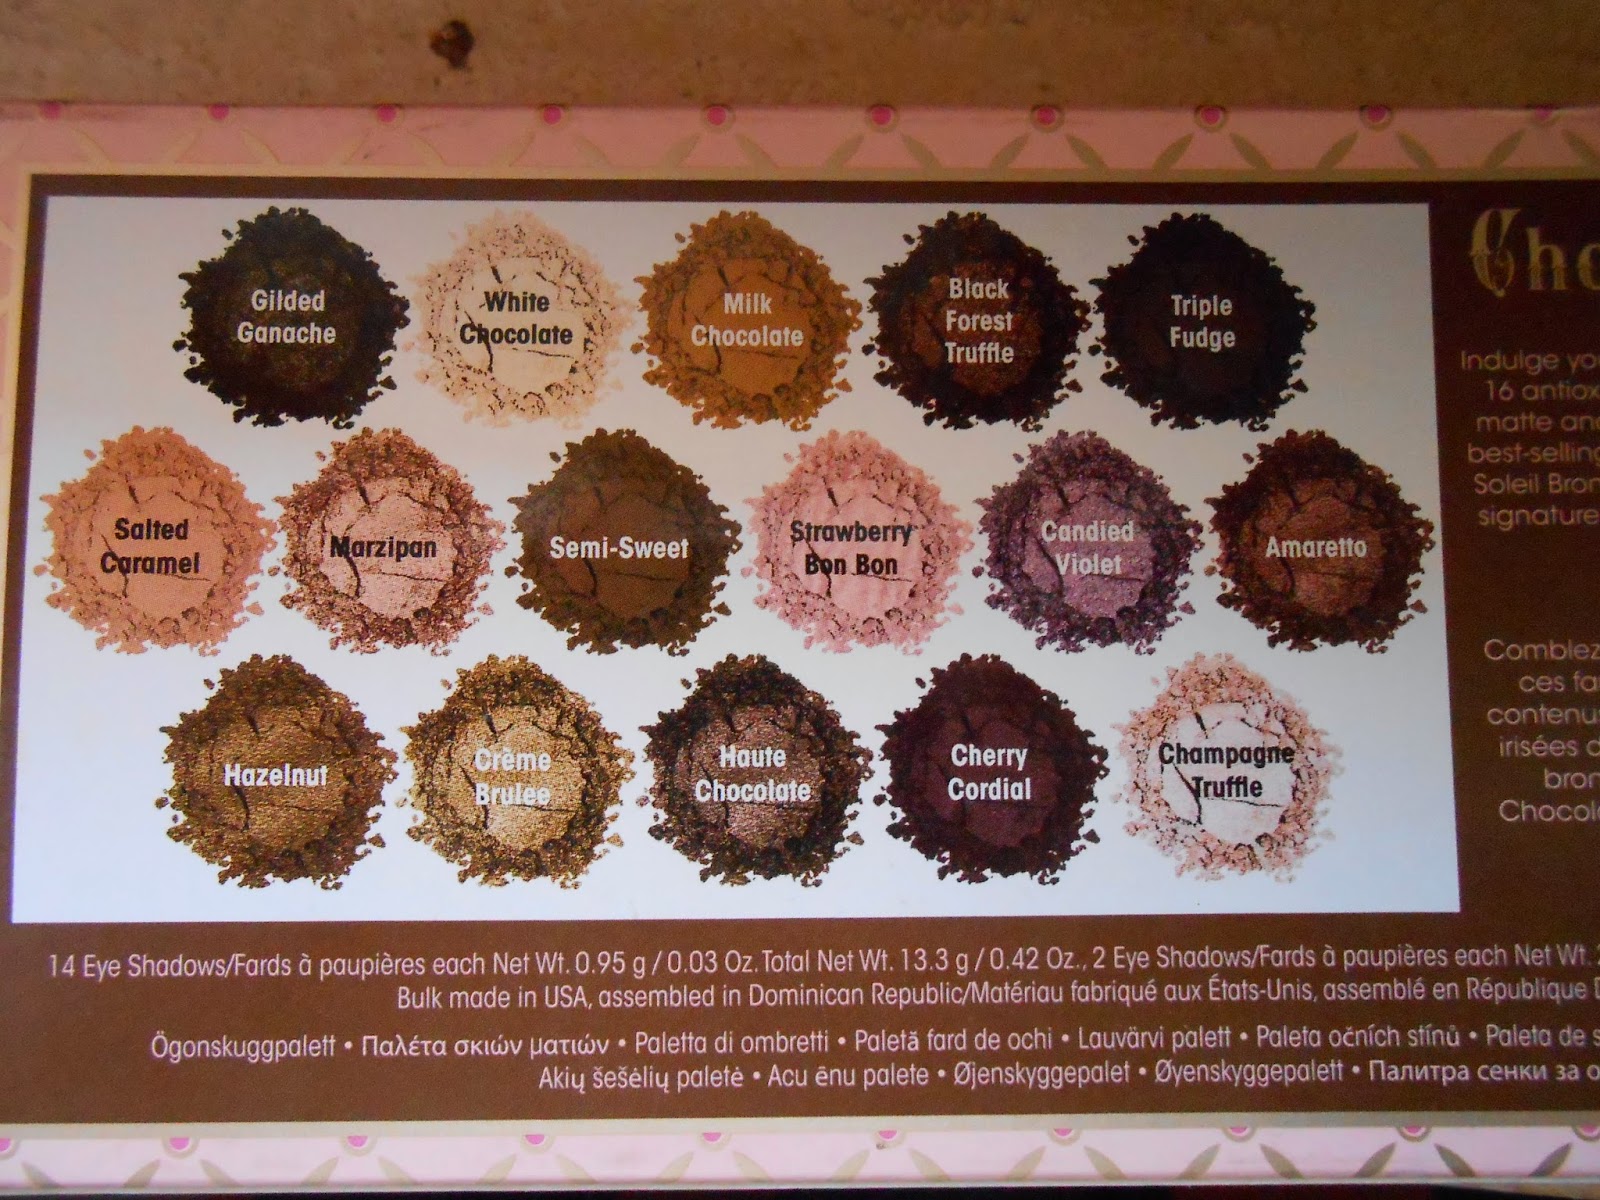 Gilded
Ganache
White
Chocolate
Milk
Chocolate
Black
Forest
Truffle
Triple
Fudge
Salted
Caramel
Marzipan
Semi-Sweet
Strawberry
Bon Bon
Candied
Violet
Amaretto
Hazelnut
Crème
Brulee
Haute
Chocolate
Cherry
Cordial
Champagne
Truffle
Cho
Indulge yo
16 antiox
matte and
best-selling
Soleil Bron
signature
Comblez
ces fa
contenu
irisées d
bron
Chocol
14 Eye Shadows/Fards à paupières each Net Wt. 0.95 g / 0.03 Oz. Total Net Wt. 13.3 g / 0.42 Oz., 2 Eye Shadows/Fards à paupières each Net Wt. 2
Bulk made in USA, assembled in Dominican Republic/Matériau fabriqué aux États-Unis, assemblé en République D
Ögonskuggpalett • Παλέτα σκιών ματιών • Paletta di ombretti • Paletă fard de ochi • Lauvärvi palett • Paleta očních stínů • Paleta de s
Akių šešėlių paletė • Acu ēnu palete • Øjenskyggepalet • Øyenskyggepalett • Палитра сенки за о